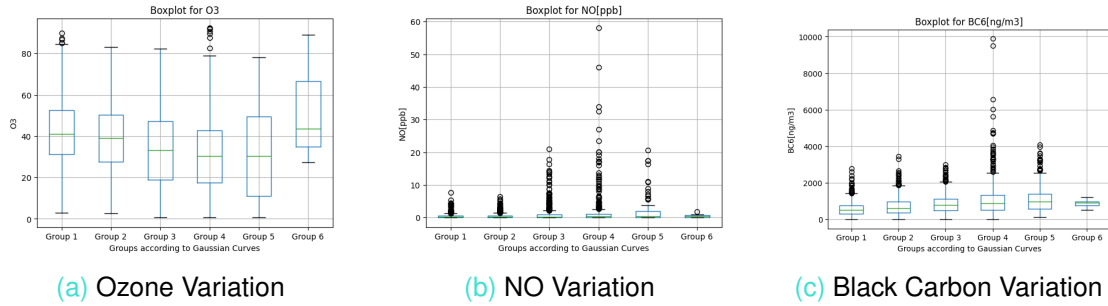 Boxplot for O3
80
60
40
20
0
O3
Group 1 Group 2 Group 3 Group 4 Group 5 Group 6
Groups according to Gaussian Curves
(a) Ozone Variation
Boxplot for NO[ppb]
60
50
40
30
20
10
0
NO[ppb]
Group 1 Group 2 Group 3 Group 4 Group 5 Group 6
Groups according to Gaussian Curves
(b) NO Variation
Boxplot for BC6[ng/m3]
10000
8000
6000
4000
2000
0
BC6[ng/m3]
Group 1 Group 2 Group 3 Group 4 Group 5 Group 6
Groups according to Gaussian Curves
(c) Black Carbon Variation